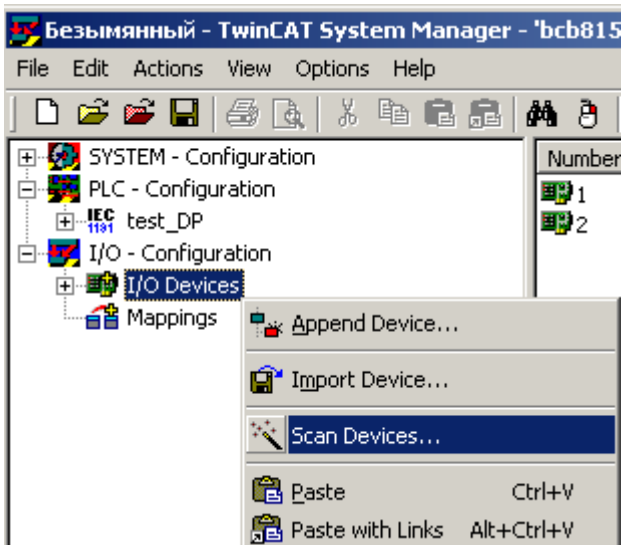 Безымянный - TwinCAT System Manager - 'bcb815
File Edit Actions View Options Help
SYSTEM - Configuration
PLC - Configuration
IEC 1131 test_DP
I/O - Configuration
I/O Devices
Mappings
Number
1
2
Append Device...
Import Device...
Scan Devices...
Paste Ctrl+V
Paste with Links Alt+Ctrl+V